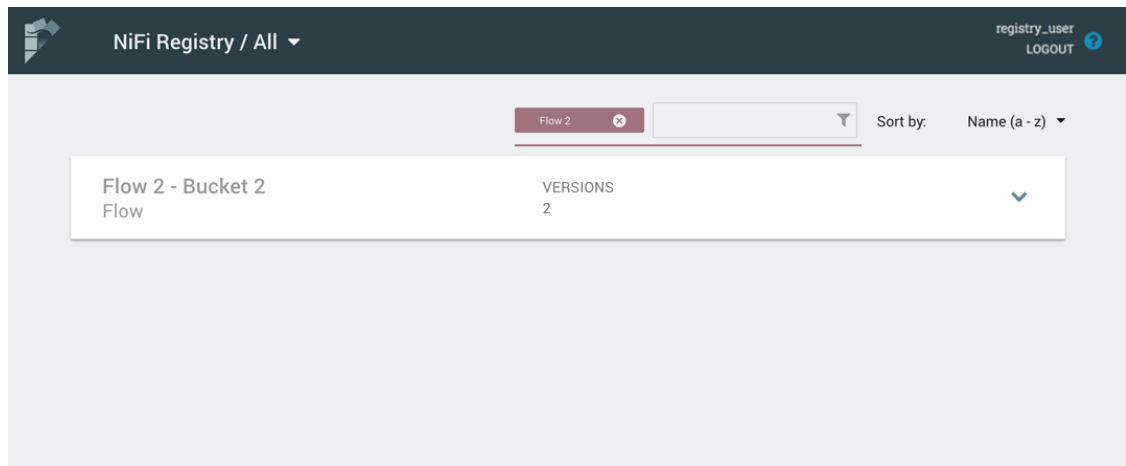 NiFi Registry / All
registry_user
LOGOUT
Flow 2
Sort by:
Name (a - z)
Flow 2 - Bucket 2
Flow
VERSIONS
2